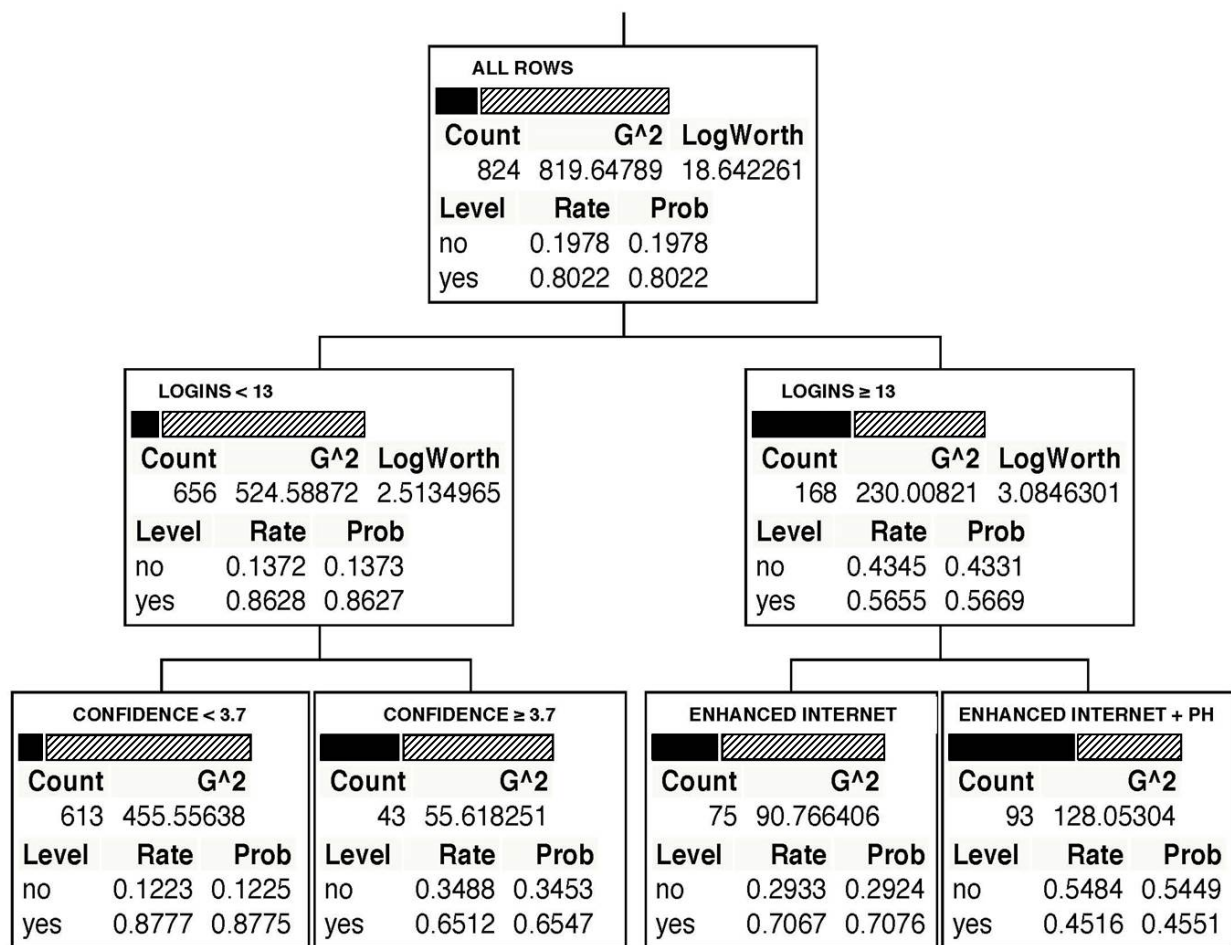 ALL ROWS
Count G^2 LogWorth
824 819.64789 18.642261
Level Rate Prob
no 0.1978 0.1978
yes 0.8022 0.8022
LOGINS < 13
Count G^2 LogWorth
656 524.58872 2.5134965
Level Rate Prob
no 0.1372 0.1373
yes 0.8628 0.8627
LOGINS ≥ 13
Count G^2 LogWorth
168 230.00821 3.0846301
Level Rate Prob
no 0.4345 0.4331
yes 0.5655 0.5669
CONFIDENCE < 3.7
Count G^2
613 455.55638
Level Rate Prob
no 0.1223 0.1225
yes 0.8777 0.8775
CONFIDENCE ≥ 3.7
Count G^2
43 55.618251
Level Rate Prob
no 0.3488 0.3453
yes 0.6512 0.6547
ENHANCED INTERNET
Count G^2
75 90.766406
Level Rate Prob
no 0.2933 0.2924
yes 0.7067 0.7076
ENHANCED INTERNET + PH
Count G^2
93 128.05304
Level Rate Prob
no 0.5484 0.5449
yes 0.4516 0.4551